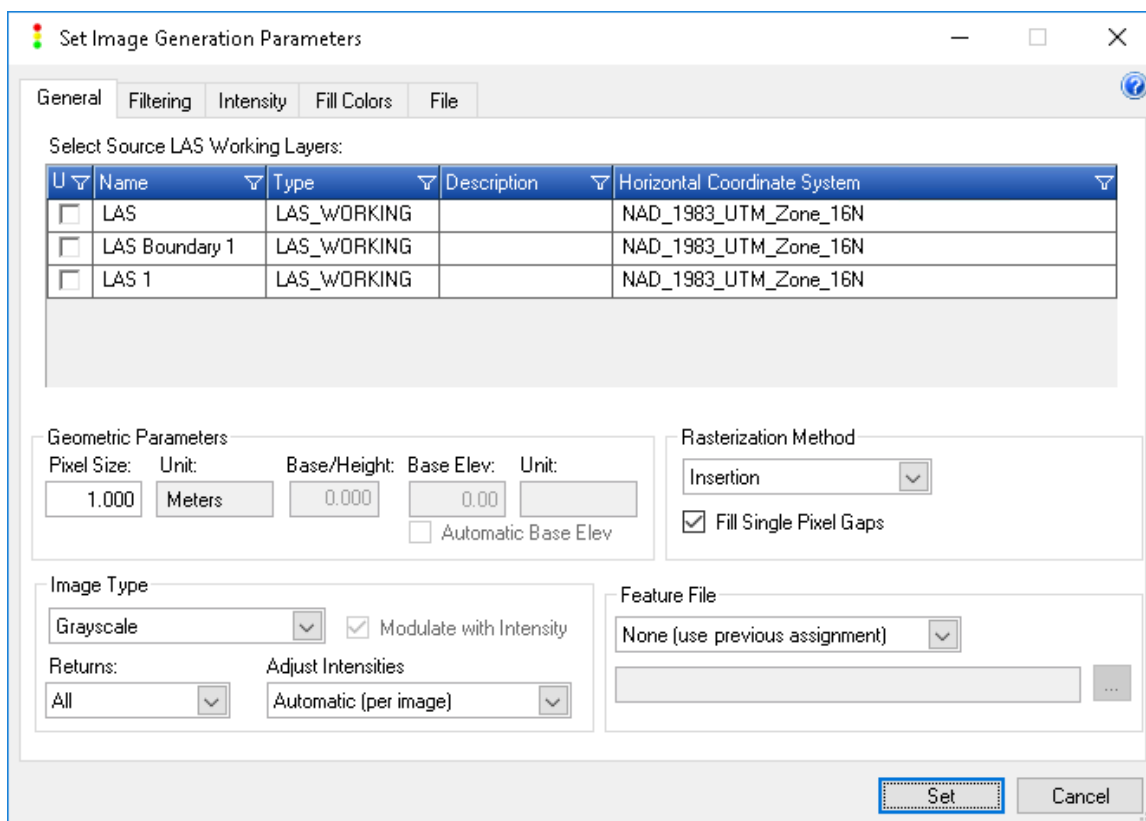 Set Image Generation Parameters
General Filtering Intensity Fill Colors File
Select Source LAS Working Layers:
U Name Type Description Horizontal Coordinate System
LAS LAS_WORKING NAD_1983_UTM_Zone_16N
LAS Boundary 1 LAS_WORKING NAD_1983_UTM_Zone_16N
LAS 1 LAS_WORKING NAD_1983_UTM_Zone_16N
Geometric Parameters
Pixel Size: Unit: Base/Height: Base Elev: Unit:
1.000 Meters 0.000 0.00
Automatic Base Elev
Rasterization Method
Insertion
Fill Single Pixel Gaps
Image Type
Grayscale Modulate with Intensity
Returns: Adjust Intensities
All Automatic (per image)
Feature File
None (use previous assignment)
...
Set Cancel